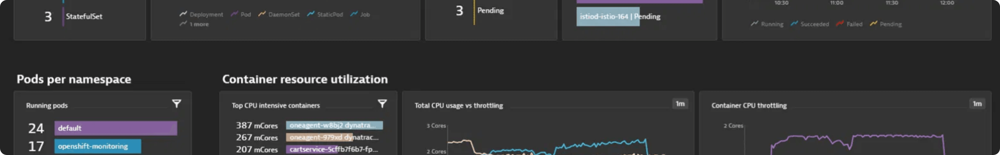 3 StatefulSet
Deployment Pod DaemonSet StaticPod Job
1 more
3 Pending
istiod-istio-164 | Pending
10:30 11:00 11:30 12:00
Running Succeeded Failed Pending
Pods per namespace
Running pods
24 default
17 openshift-monitoring
Container resource utilization
Top CPU intensive containers
387 mCores oneagent-w8bj2 dynatra...
267 mCores oneagent-979xd dynatrac...
207 mCores cartservice-5cffb7f6b7-fp...
Total CPU usage vs throttling 1m
3 Cores
2 Cores
Container CPU throttling 1m
2 Cores